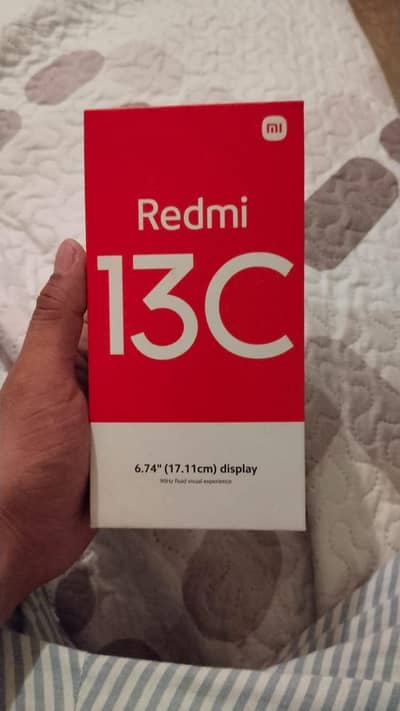 mi
Redmi
13C
6.74" (17.11cm) display
90Hz fluid visual experience